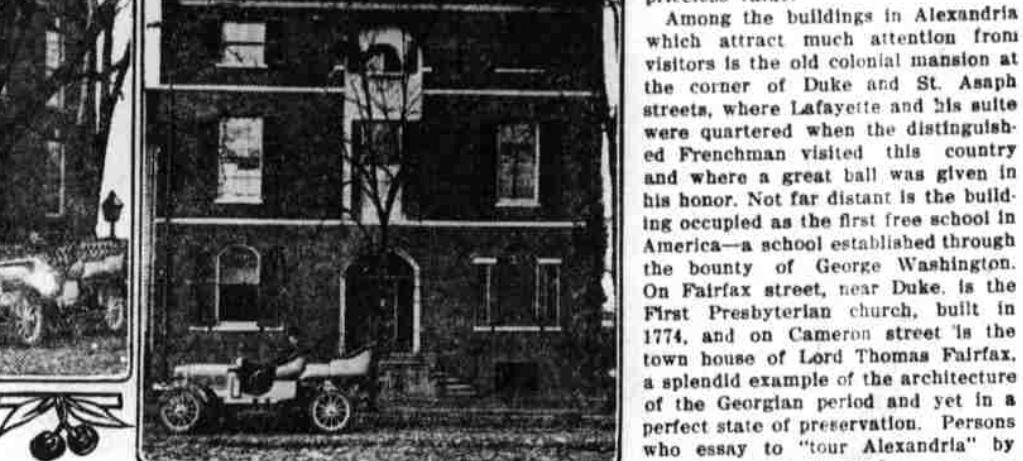 Among the buildings in Alexandria
which attract much attention from
visitors is the old colonial mansion at
the corner of Duke and St. Asaph
streets, where Lafayette and his suite
were quartered when the distinguish-
ed Frenchman visited this country
and where a great ball was given in
his honor. Not far distant is the build-
ing occupied as the first free school in
America—a school established through
the bounty of George Washington.
On Fairfax street, near Duke, is the
First Presbyterian church, built in
1774, and on Cameron street is the
town house of Lord Thomas Fairfax,
a splendid example of the architecture
of the Georgian period and yet in a
perfect state of preservation. Persons
who essay to "tour Alexandria" by